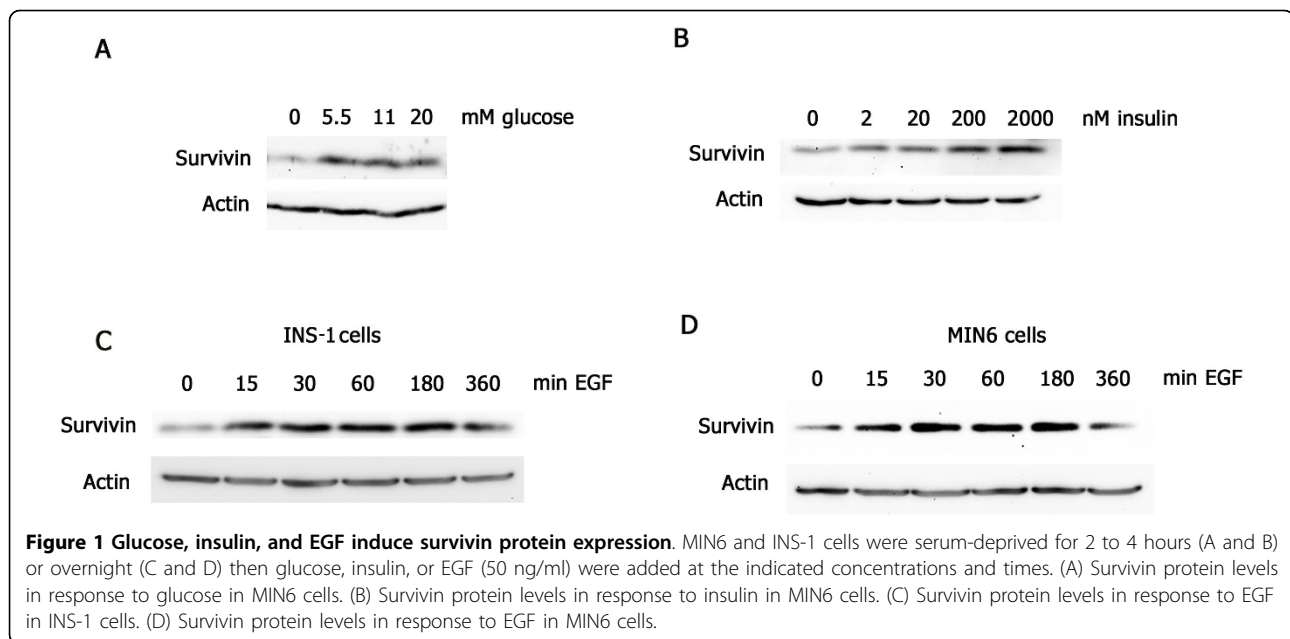 A
0 5.5 11 20 mM glucose
Survivin
Actin
B
0 2 20 200 2000 nM insulin
Survivin
Actin
C
INS-1 cells
0 15 30 60 180 360 min EGF
Survivin
Actin
D
MIN6 cells
0 15 30 60 180 360 min EGF
Survivin
Actin
Figure 1 Glucose, insulin, and EGF induce survivin protein expression. MIN6 and INS-1 cells were serum-deprived for 2 to 4 hours (A and B)
or overnight (C and D) then glucose, insulin, or EGF (50 ng/ml) were added at the indicated concentrations and times. (A) Survivin protein levels
in response to glucose in MIN6 cells. (B) Survivin protein levels in response to insulin in MIN6 cells. (C) Survivin protein levels in response to EGF
in INS-1 cells. (D) Survivin protein levels in response to EGF in MIN6 cells.